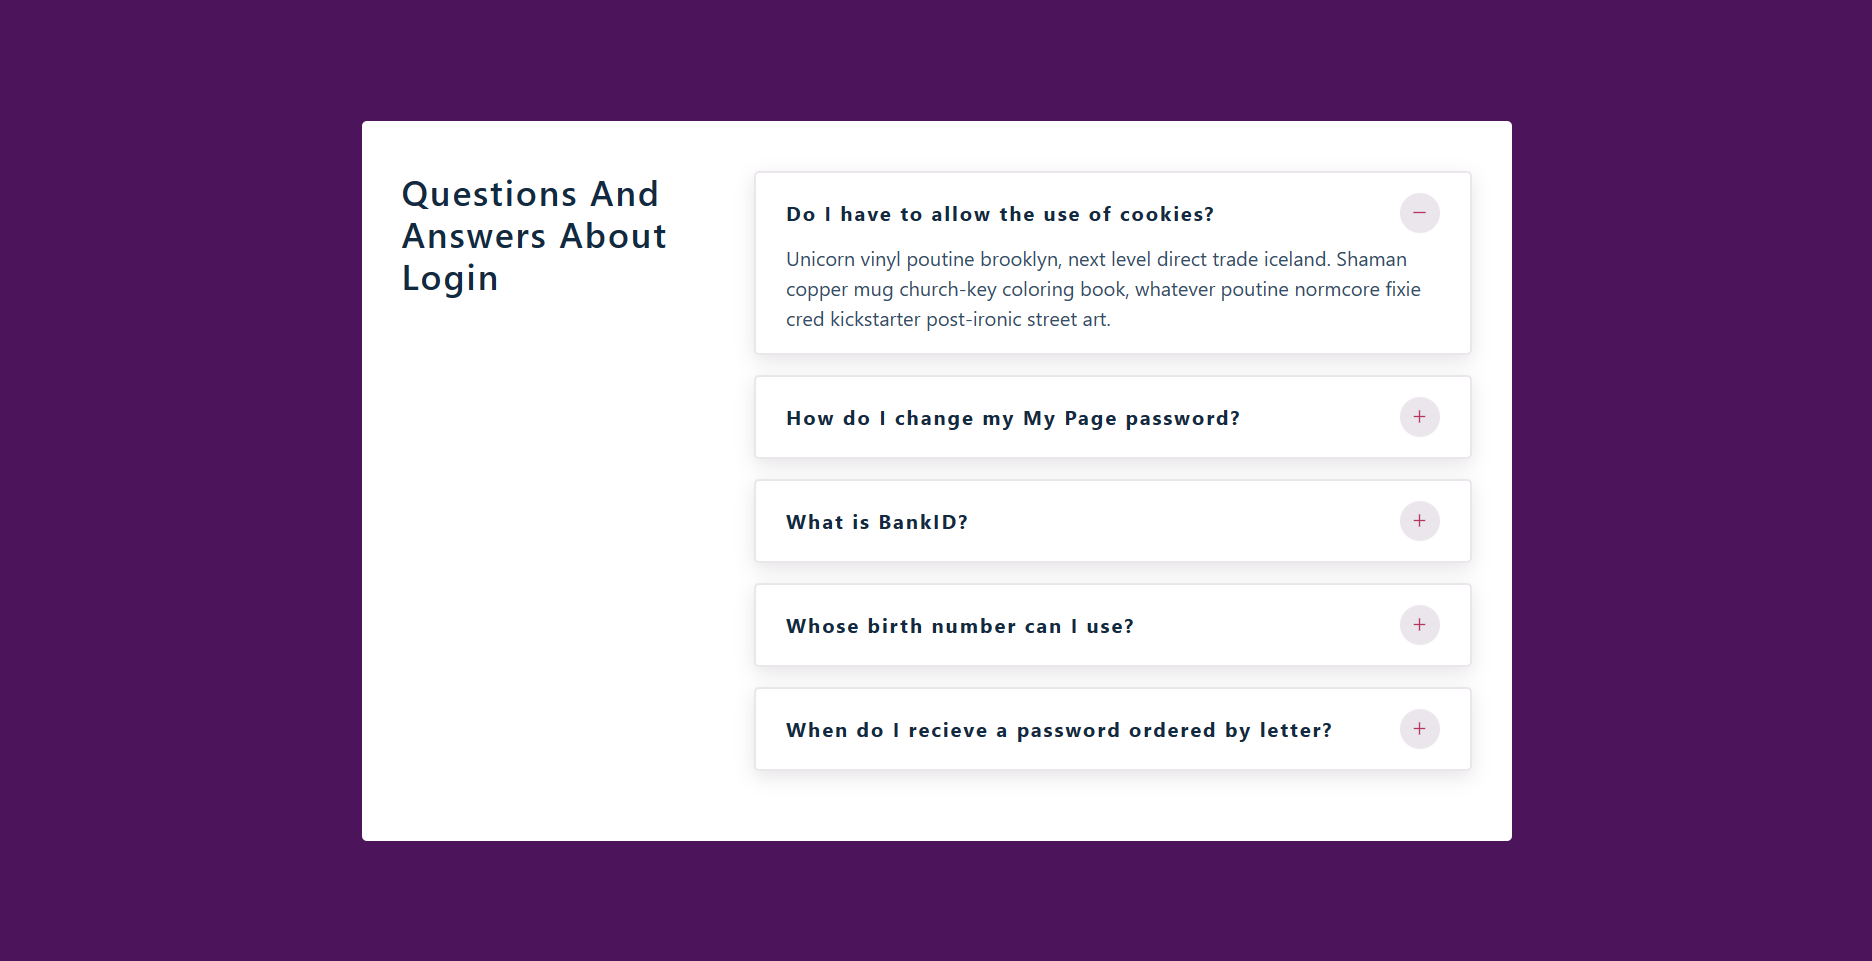 Questions And
Answers About
Login
Do I have to allow the use of cookies?
Unicorn vinyl poutine brooklyn, next level direct trade iceland. Shaman
copper mug church-key coloring book, whatever poutine normcore fixie
cred kickstarter post-ironic street art.
How do I change my My Page password?
What is BankID?
Whose birth number can I use?
When do I recieve a password ordered by letter?